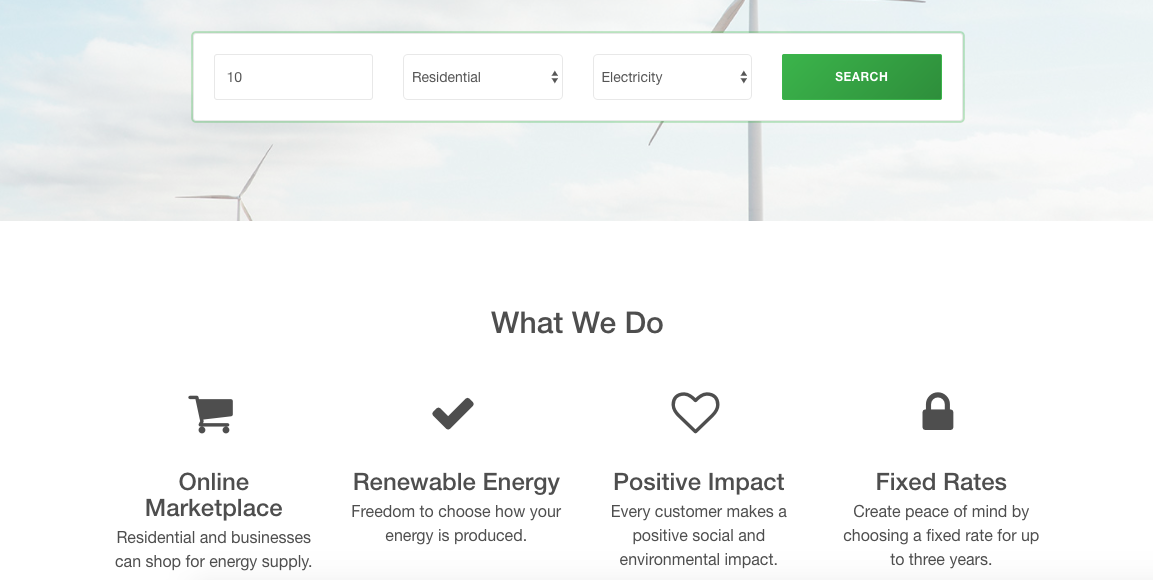 10
Residential
Electricity
SEARCH
What We Do
Online
Marketplace
Residential and businesses
can shop for energy supply.
Renewable Energy
Freedom to choose how your
energy is produced.
Positive Impact
Every customer makes a
positive social and
environmental impact.
Fixed Rates
Create peace of mind by
choosing a fixed rate for up
to three years.